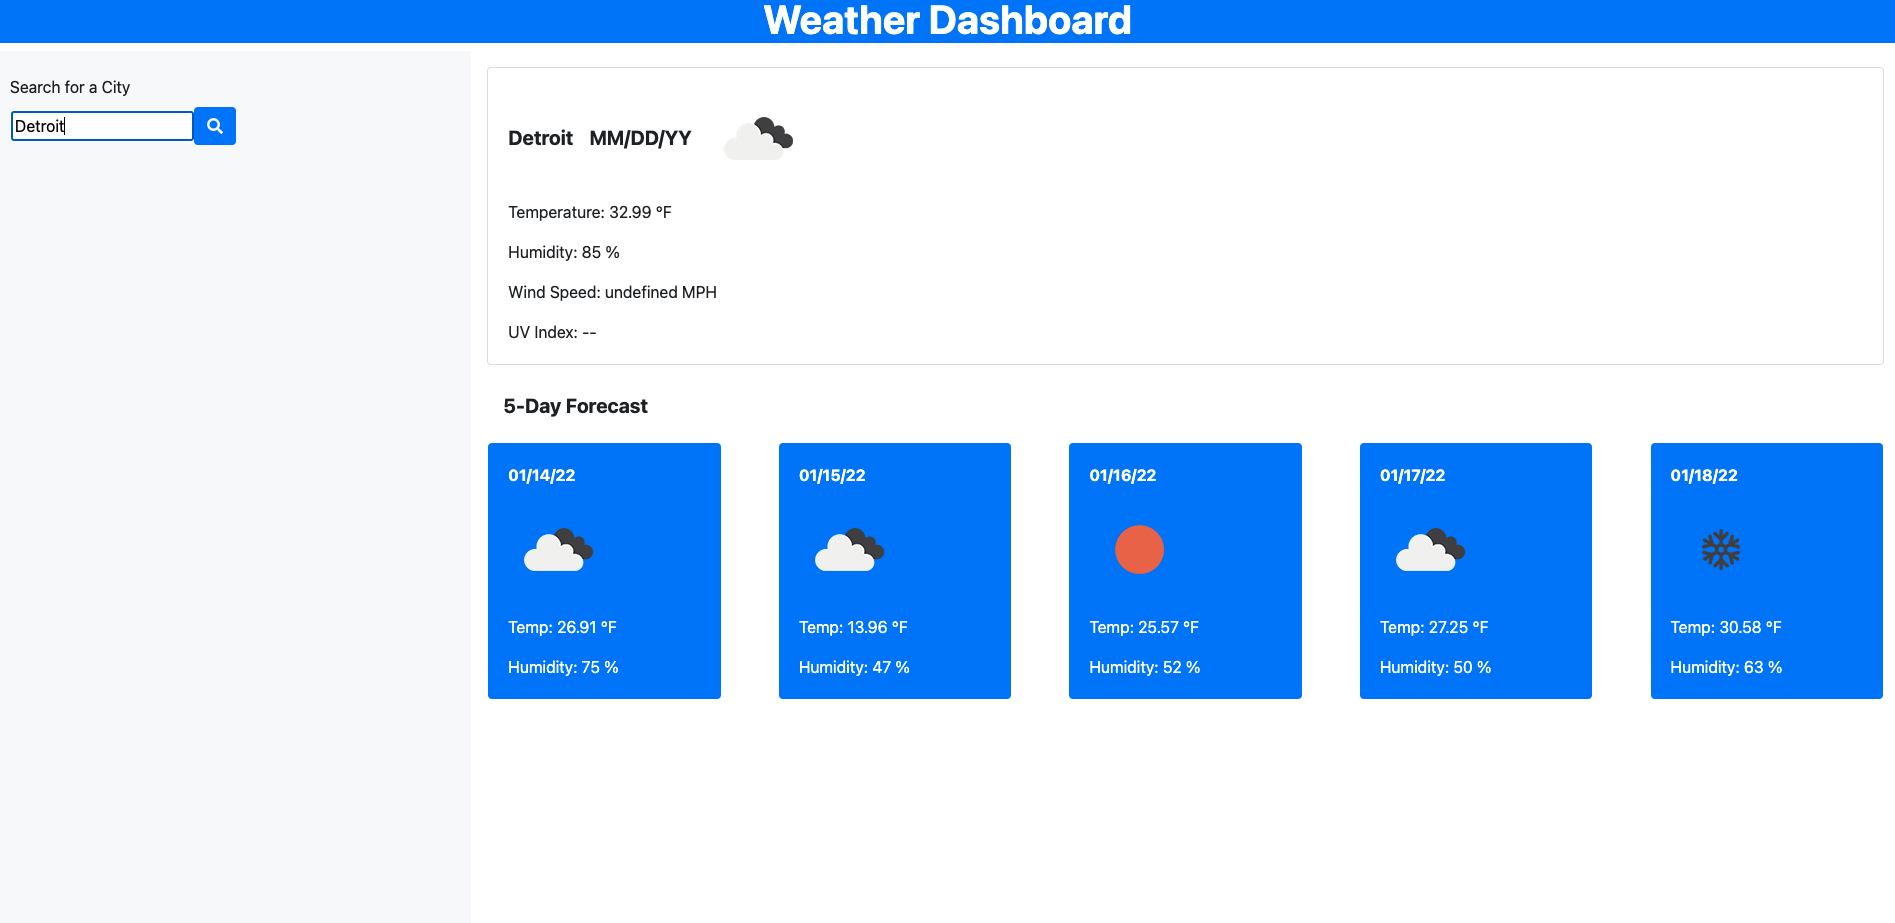 Weather Dashboard
Search for a City
Detroit
Detroit MM/DD/YY
Temperature: 32.99 °F
Humidity: 85 %
Wind Speed: undefined MPH
UV Index: --
5-Day Forecast
01/14/22
Temp: 26.91 °F
Humidity: 75 %
01/15/22
Temp: 13.96 °F
Humidity: 47 %
01/16/22
Temp: 25.57 °F
Humidity: 52 %
01/17/22
Temp: 27.25 °F
Humidity: 50 %
01/18/22
Temp: 30.58 °F
Humidity: 63 %